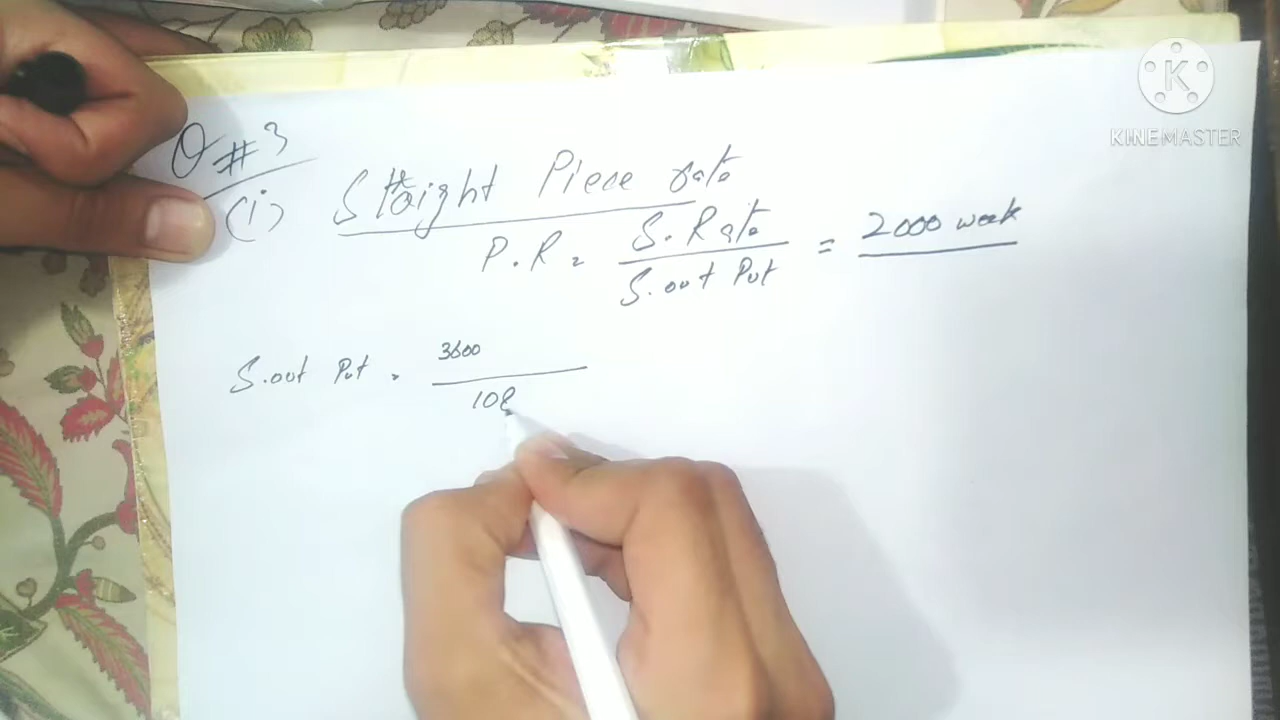 Q#3
(i) Straight Piece rate
P.R = S.Rate / S.out Put = 2000 week
S.out Put = 3600 / 108
K
KINEMASTER